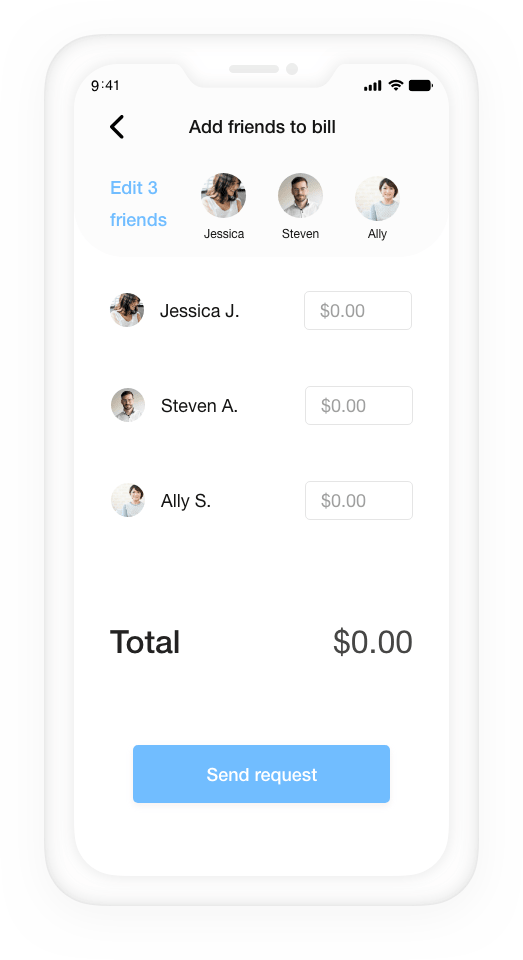 9:41
Add friends to bill
Edit 3
friends
Jessica
Steven
Ally
Jessica J.
$0.00
Steven A.
$0.00
Ally S.
$0.00
Total
$0.00
Send request